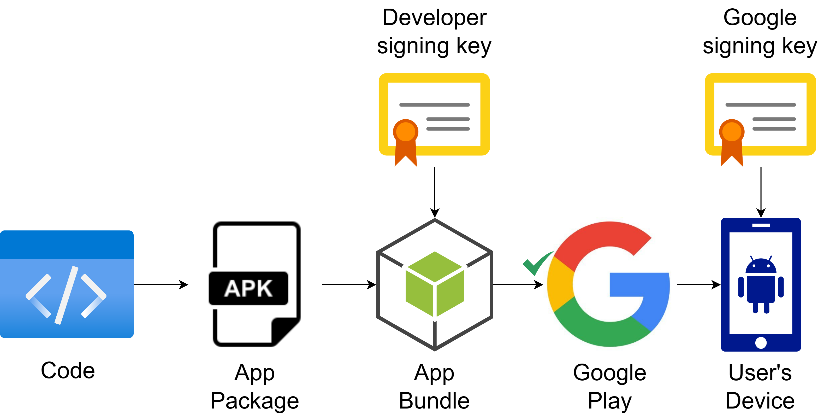 Developer
signing key
Google
signing key
</>
APK
Code
App
Package
App
Bundle
Google
Play
User's
Device